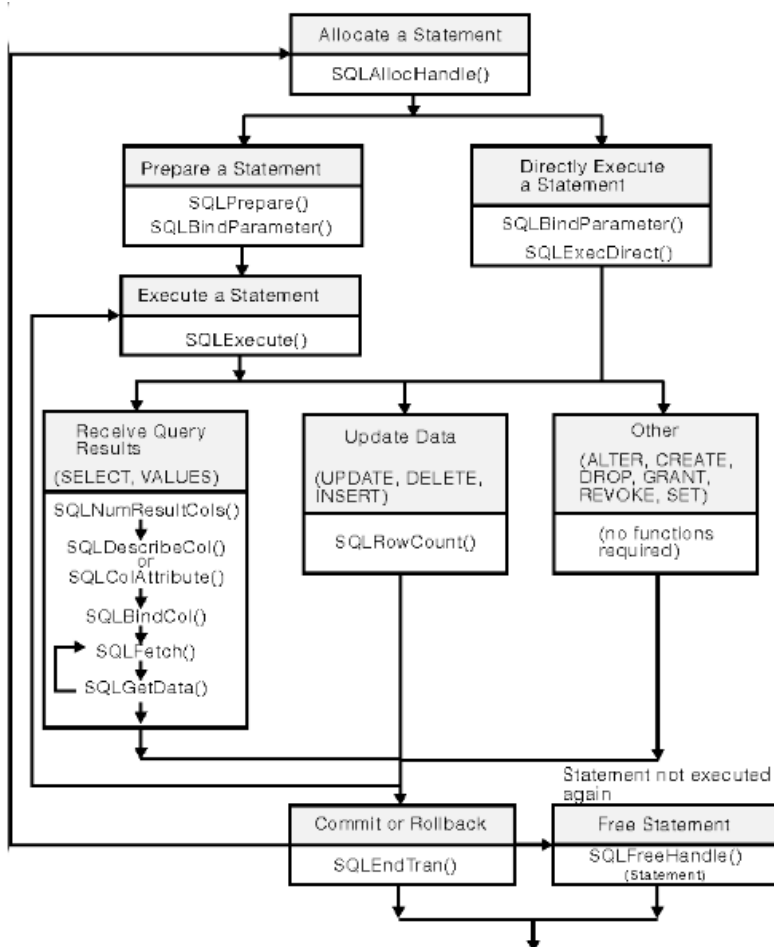 Allocate a Statement
SQLAllocHandle()
Prepare a Statement
SQLPrepare()
SQLBindParameter()
Directly Execute
a Statement
SQLBindParameter()
SQLExecDirect()
Execute a Statement
SQLExecute()
Receive Query
Results
(SELECT, VALUES)
SQLNumResultCols()
SQLDescribeCol()
or
SQLColAttribute()
SQLBindCol()
SQLFetch()
SQLGetData()
Update Data
(UPDATE, DELETE,
INSERT)
SQLRowCount()
Other
(ALTER, CREATE,
DROP, GRANT,
REVOKE, SET)
(no functions
required)
Statement not executed
again
Commit or Rollback
SQLEndTran()
Free Statement
SQLFreeHandle()
(Statement)